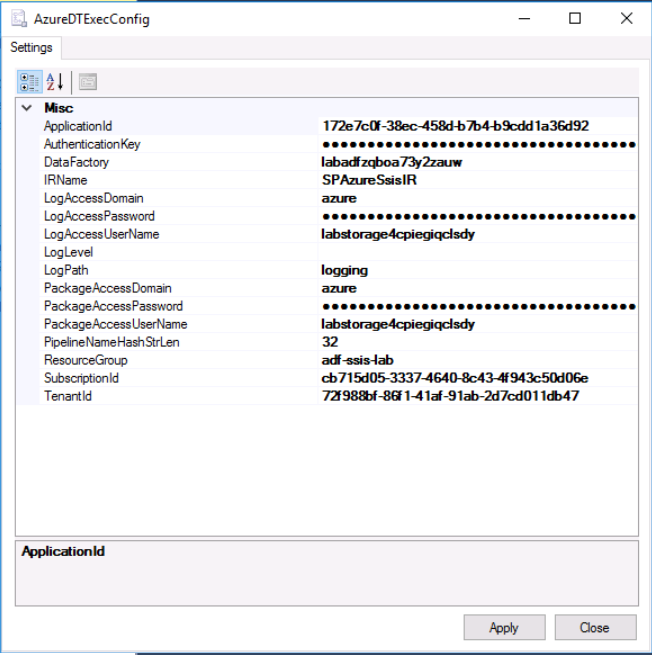 AzureDTExecConfig
Settings
Misc
ApplicationId 172e7c0f-38ec-458d-b7b4-b9cdd1a36d92
AuthenticationKey ●●●●●●●●●●●●●●●●●●●●●●●●●●●●●●●●●●
DataFactory labadfzqboa73y2zauw
IRName SPAzureSsisIR
LogAccessDomain azure
LogAccessPassword ●●●●●●●●●●●●●●●●●●●●●●●●●●●●●●●●●●
LogAccessUserName labstorage4cpiegiqclsdy
LogLevel
LogPath logging
PackageAccessDomain azure
PackageAccessPassword ●●●●●●●●●●●●●●●●●●●●●●●●●●●●●●●●●●
PackageAccessUserName labstorage4cpiegiqclsdy
PipelineNameHashStrLen 32
ResourceGroup adf-ssis-lab
SubscriptionId cb715d05-3337-4640-8c43-4f943c50d06e
TenantId 72f988bf-86f1-41af-91ab-2d7cd011db47
ApplicationId
Apply Close